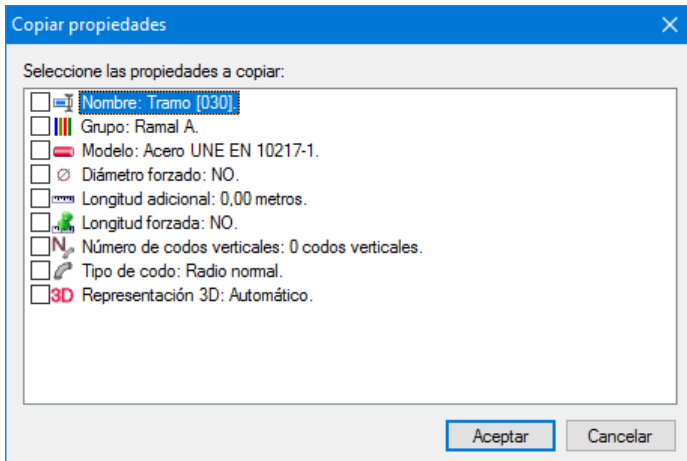 Copiar propiedades
Seleccione las propiedades a copiar:
Nombre: Tramo [030].
Grupo: Ramal A.
Modelo: Acero UNE EN 10217-1.
Diámetro forzado: NO.
Longitud adicional: 0,00 metros.
Longitud forzada: NO.
Número de codos verticales: 0 codos verticales.
Tipo de codo: Radio normal.
3D Representación 3D: Automático.
Aceptar Cancelar